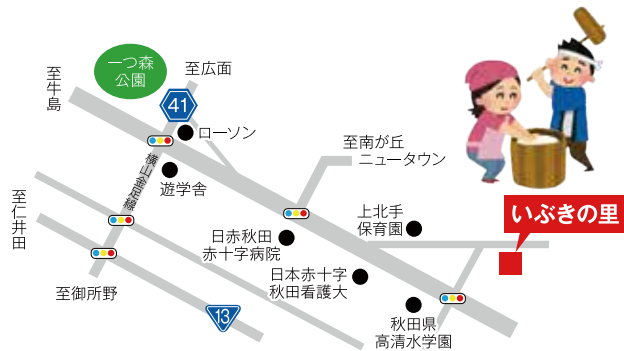 一つ森
公園
至広面
至牛島
41
ローソン
横山金足線
遊学舎
至南が丘
ニュータウン
至仁井田
上北手
保育園
いぶきの里
日赤秋田
赤十字病院
日本赤十字
秋田看護大
至御所野
13
秋田県
高清水学園